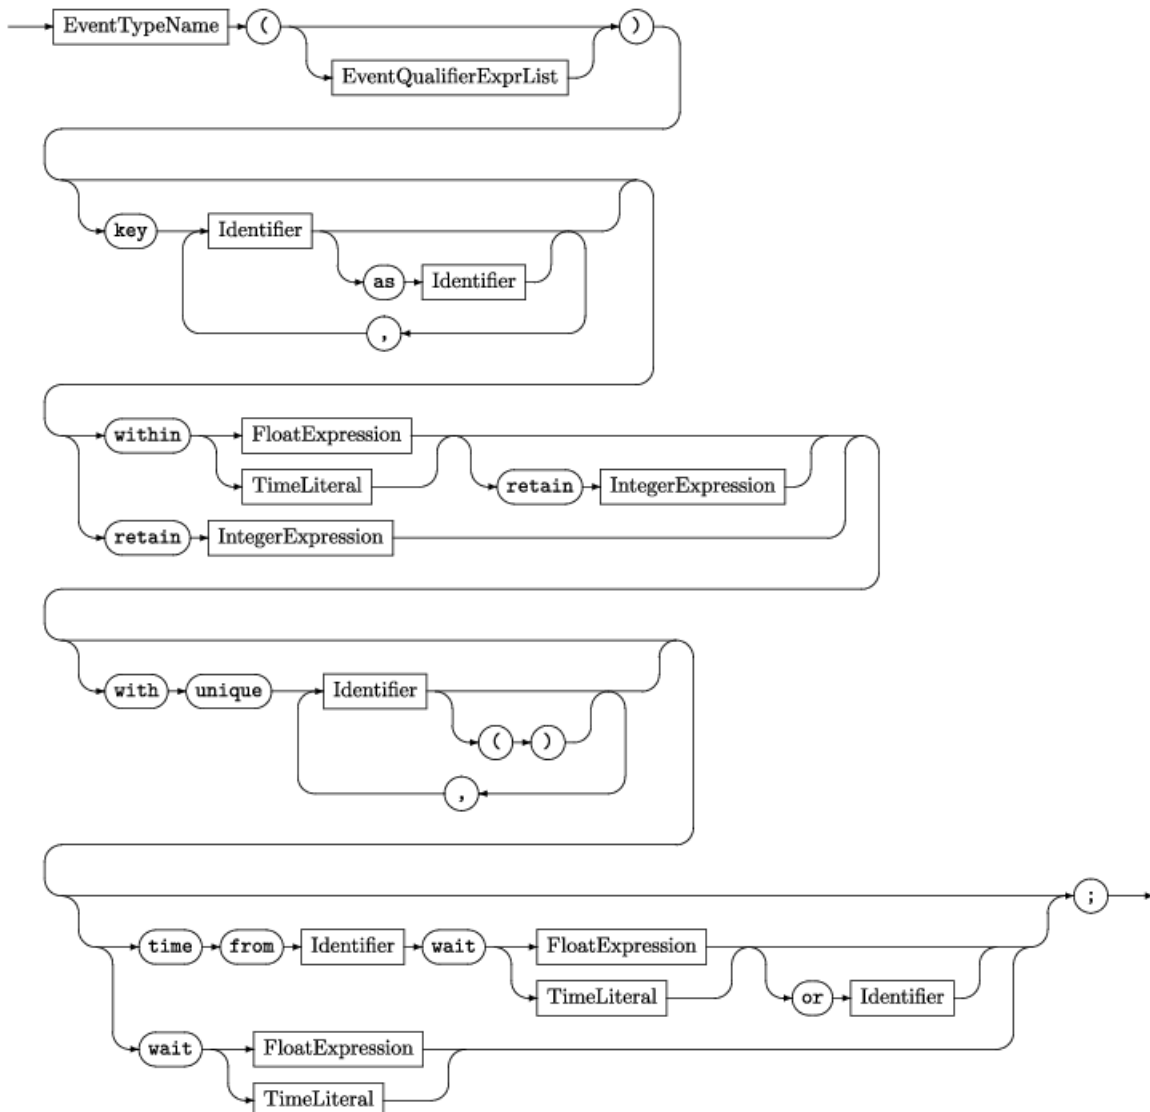 EventTypeName ( )
EventQualifierExprList
key Identifier
as Identifier
,
within FloatExpression
TimeLiteral retain IntegerExpression
retain IntegerExpression
with unique Identifier
( )
,
;
time from Identifier wait FloatExpression
TimeLiteral or Identifier
wait FloatExpression
TimeLiteral